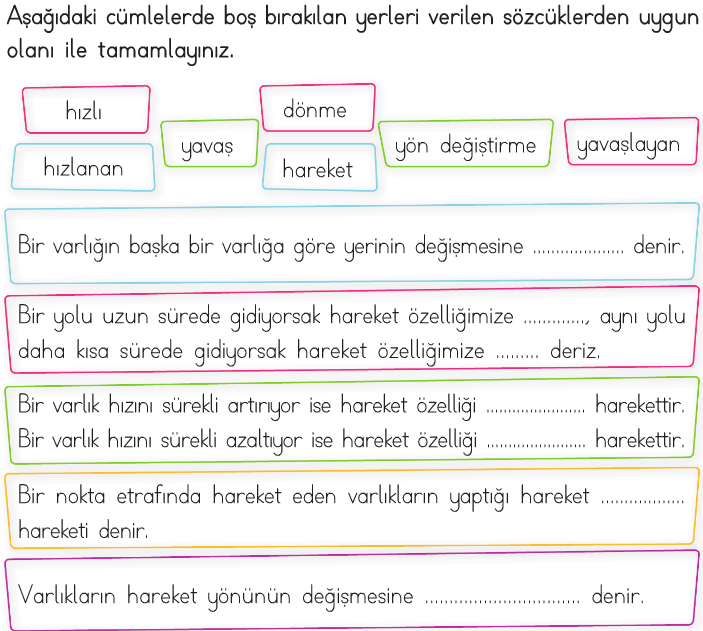 Aşağıdaki cümlelerde boş bırakılan yerleri verilen sözcüklerden uygun
olanı ile tamamlayınız.
hızlı
dönme
yavaş
yön değiştirme
yavaşlayan
hızlanan
hareket
Bir varlığın başka bir varlığa göre yerinin değişmesine .................... denir.
Bir yolu uzun sürede gidiyorsak hareket özelliğimize ............., aynı yolu
daha kısa sürede gidiyorsak hareket özelliğimize ......... deriz.
Bir varlık hızını sürekli artırıyor ise hareket özelliği ...................... harekettir.
Bir varlık hızını sürekli azaltıyor ise hareket özelliği ...................... harekettir.
Bir nokta etrafında hareket eden varlıkların yaptığı hareket ..................
hareketi denir.
Varlıkların hareket yönünün değişmesine ................................ denir.